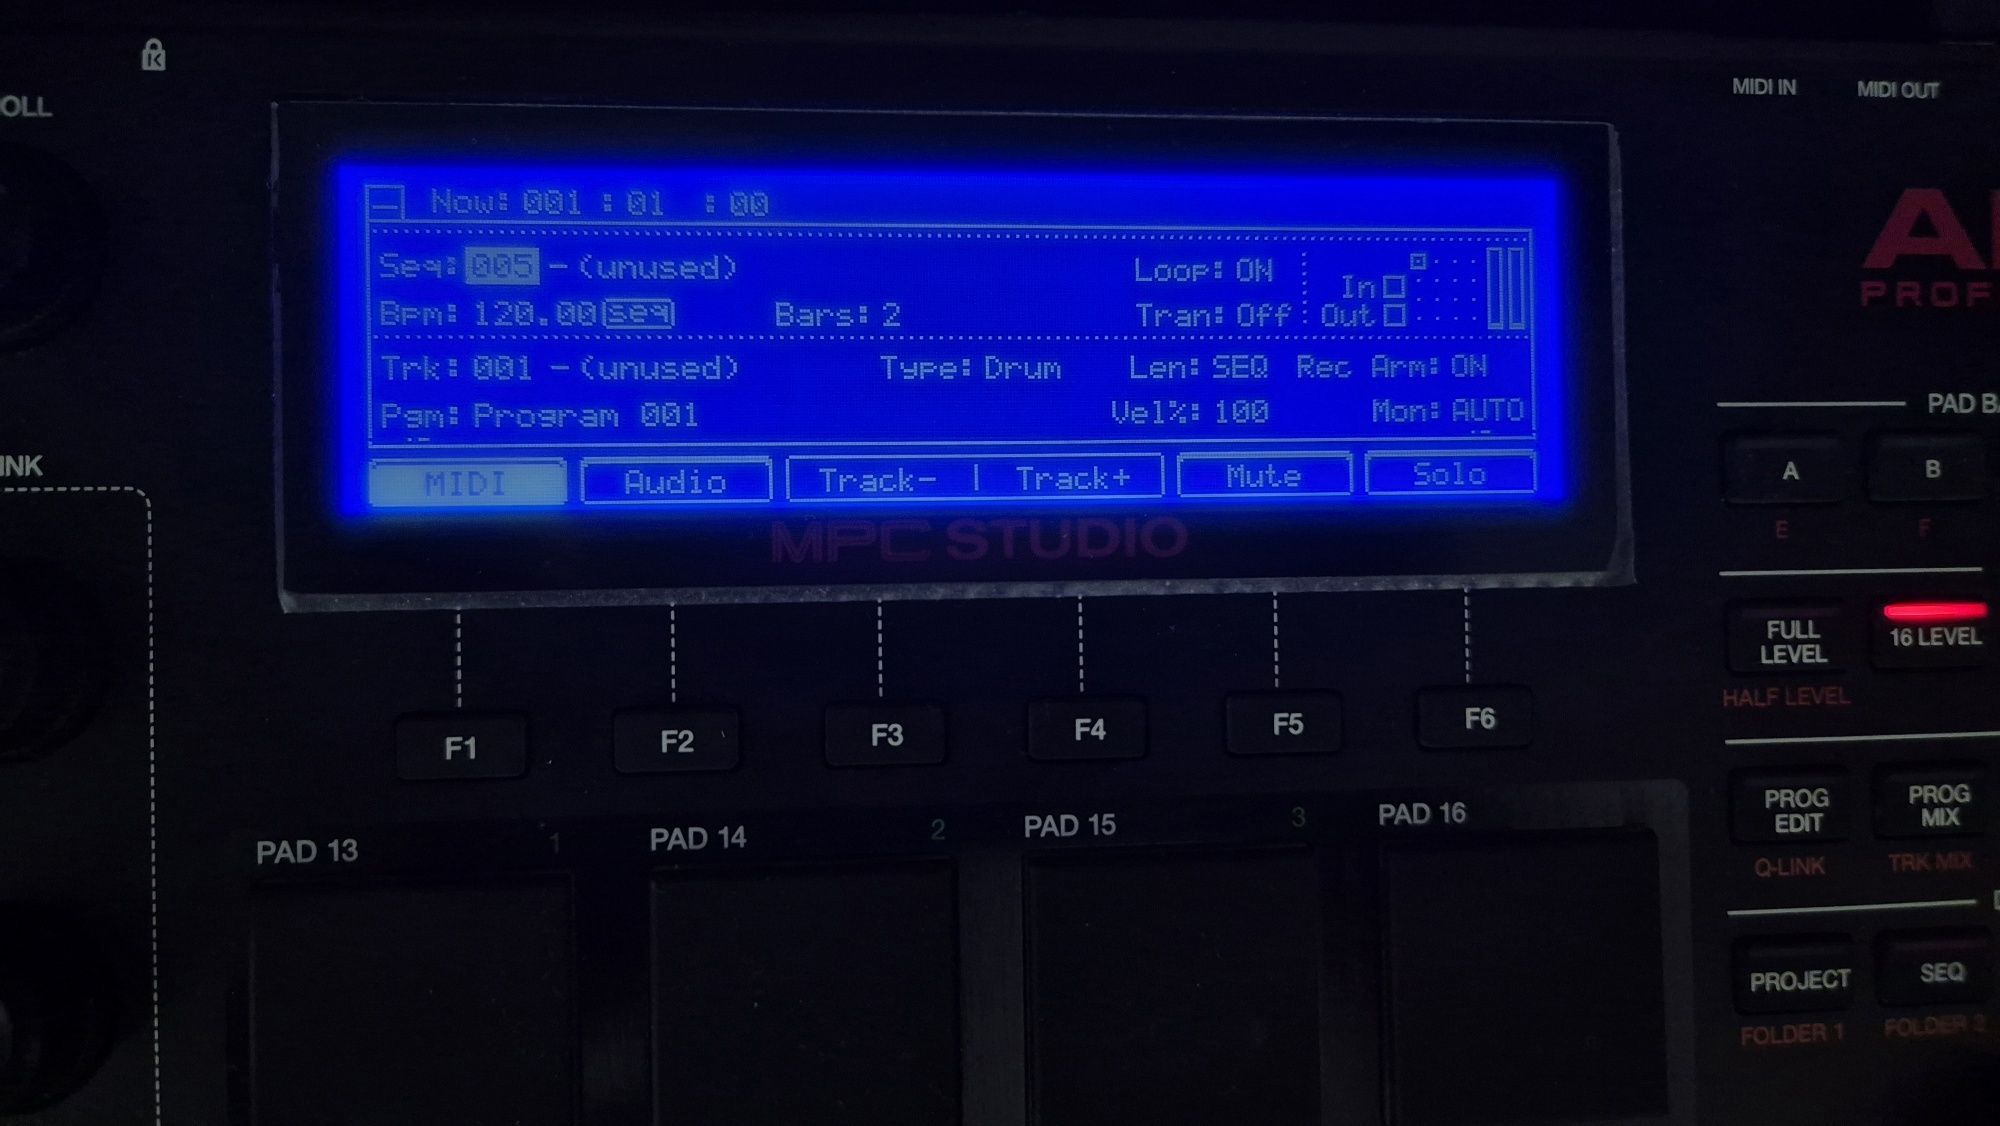 OLL
MIDI IN MIDI OUT
Now: 001 : 01 : 00
Seq: 005 - (unused) Loop: ON
In
Bpm: 120.00 seq Bars: 2 Tran: Off Out
Trk: 001 - (unused) Type: Drum Len: SEQ Rec Arm: ON
Pgm: Program 001 Vel%: 100 Mon: AUTO
MIDI Audio Track- | Track+ Mute Solo
MPC STUDIO
PROF
PAD BA
A B
E F
INK
FULL LEVEL 16 LEVEL
HALF LEVEL
F1 F2 F3 F4 F5 F6
PROG EDIT PROG MIX
Q-LINK TRK MIX
PAD 13 1 PAD 14 2 PAD 15 3 PAD 16
PROJECT SEQ
FOLDER 1 FOLDER 2